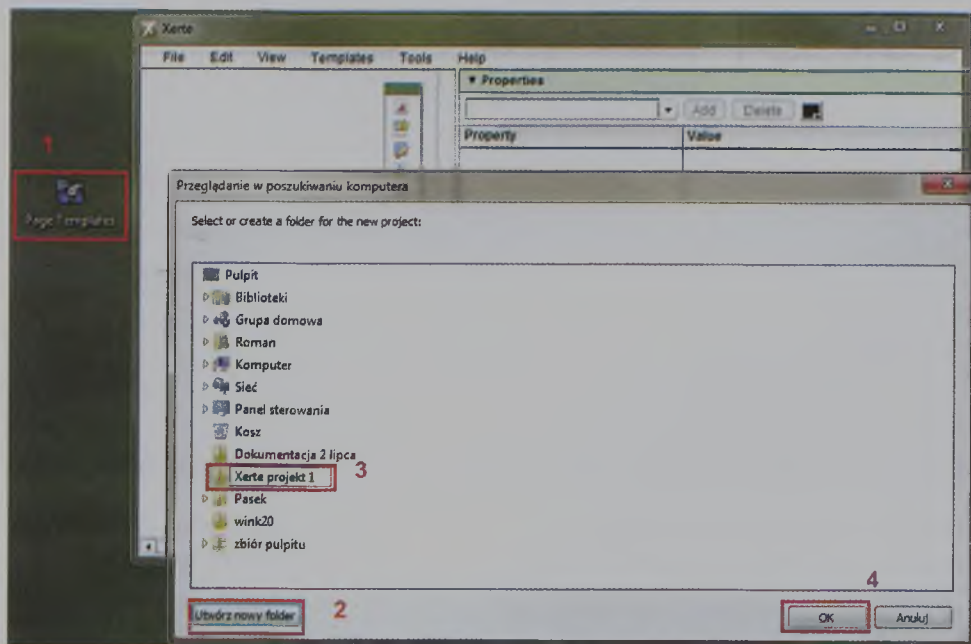 Xerte
File Edit View Templates Tools Help
Properties
Add Delete
Property Value
1
Page Templates
Przeglądanie w poszukiwaniu komputera
Select or create a folder for the new project:
Pulpit
Biblioteki
Grupa domowa
Roman
Komputer
Sieć
Panel sterowania
Kosz
Dokumentacja 2 lipca
Xerte projekt 1 3
Pasek
wink20
zbiór pulpitu
4
Utwórz nowy folder 2 OK Anuluj